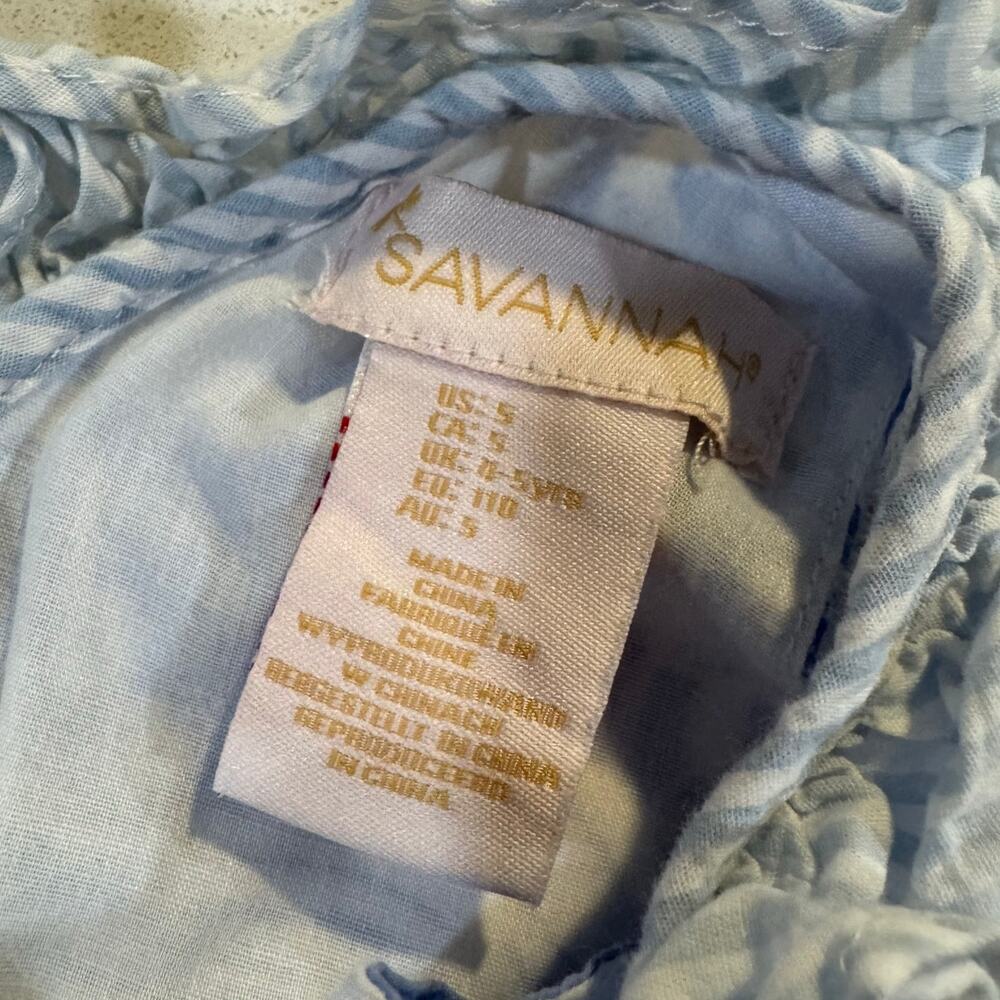 SAVANNAH®
US: 5
CA: 5
UK: 4-5YRS
EU: 110
AU: 5
MADE IN
CHINA
FABRIQUÉ EN
CHINE
WYPRODUKOWANO
W CHINACH
HERGESTELLT IN CHINA
GEPRODUCEERD
IN CHINA